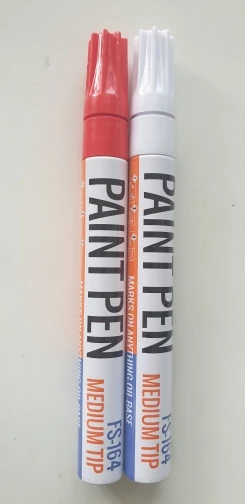 PAINT PEN
MEDIUM TIP
FS-164
PAINT PEN
MARKS ON ANYTHING OIL BASE
MEDIUM TIP
FS-164